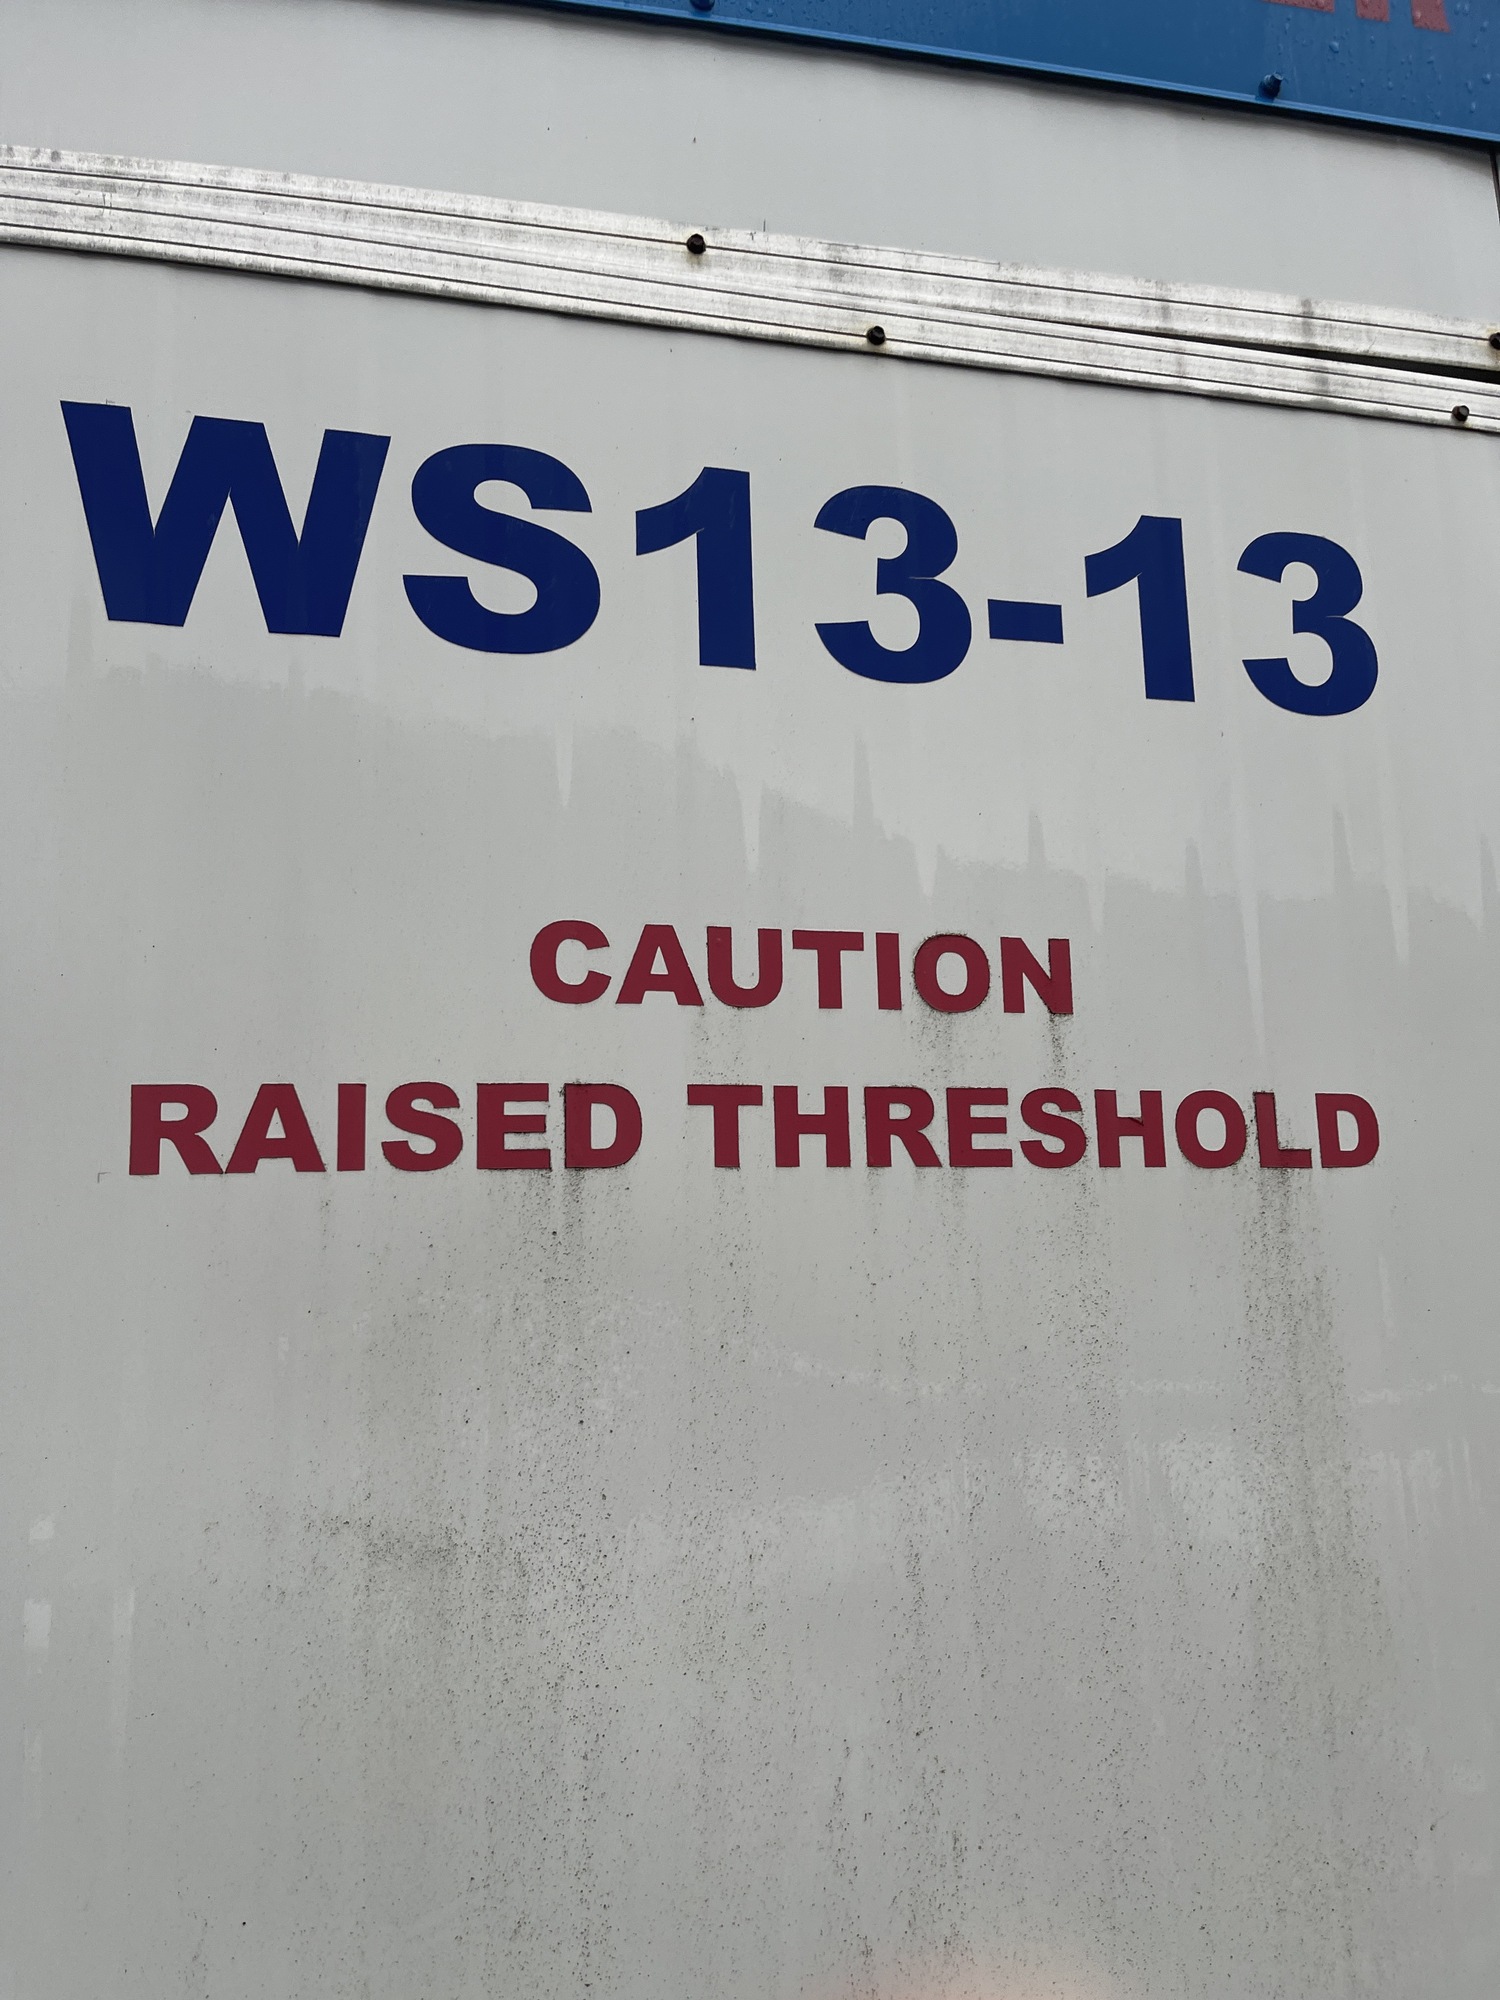 WS13-13
CAUTION
RAISED THRESHOLD